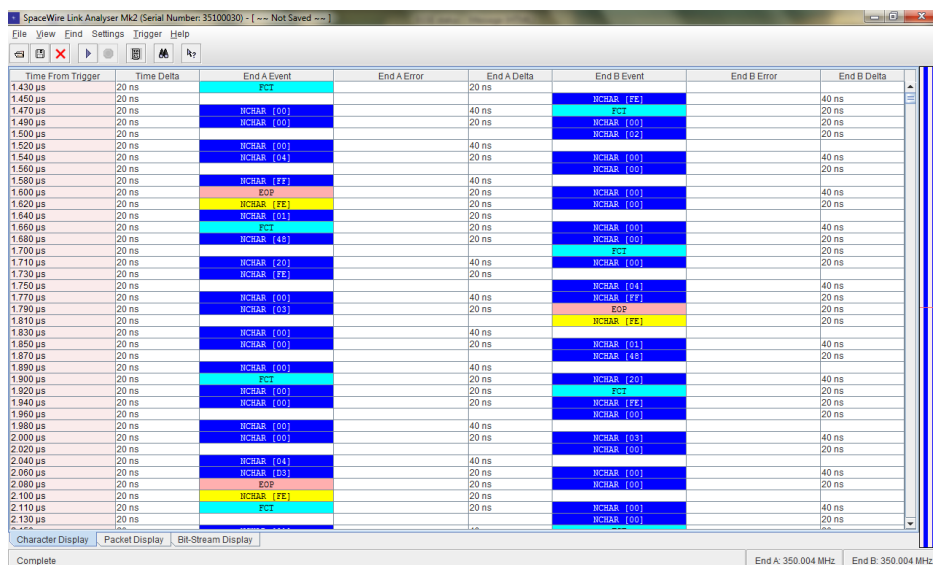 SpaceWire Link Analyser Mk2 (Serial Number: 35100030) - [ ~~ Not Saved ~~ ]
File View Find Settings Trigger Help
Time From Trigger Time Delta End A Event End A Error End A Delta End B Event End B Error End B Delta
1.430 µs 20 ns FCT 20 ns
1.450 µs 20 ns NCHAR [FE] 40 ns
1.470 µs 20 ns NCHAR [00] 40 ns FCT 20 ns
1.490 µs 20 ns NCHAR [00] 20 ns NCHAR [00] 20 ns
1.500 µs 20 ns NCHAR [02] 20 ns
1.520 µs 20 ns NCHAR [00] 40 ns
1.540 µs 20 ns NCHAR [04] 20 ns NCHAR [00] 40 ns
1.560 µs 20 ns NCHAR [00] 20 ns
1.580 µs 20 ns NCHAR [FF] 40 ns
1.600 µs 20 ns EOP 20 ns NCHAR [00] 40 ns
1.620 µs 20 ns NCHAR [FE] 20 ns NCHAR [00] 20 ns
1.640 µs 20 ns NCHAR [01] 20 ns
1.660 µs 20 ns FCT 20 ns NCHAR [00] 40 ns
1.680 µs 20 ns NCHAR [48] 20 ns NCHAR [00] 20 ns
1.700 µs 20 ns FCT 20 ns
1.710 µs 20 ns NCHAR [20] 40 ns NCHAR [00] 20 ns
1.730 µs 20 ns NCHAR [FE] 20 ns
1.750 µs 20 ns NCHAR [04] 40 ns
1.770 µs 20 ns NCHAR [00] 40 ns NCHAR [FF] 20 ns
1.790 µs 20 ns NCHAR [03] 20 ns EOP 20 ns
1.810 µs 20 ns NCHAR [FE] 20 ns
1.830 µs 20 ns NCHAR [00] 40 ns
1.850 µs 20 ns NCHAR [00] 20 ns NCHAR [01] 40 ns
1.870 µs 20 ns NCHAR [48] 20 ns
1.890 µs 20 ns NCHAR [00] 40 ns
1.900 µs 20 ns FCT 20 ns NCHAR [20] 40 ns
1.920 µs 20 ns NCHAR [00] 20 ns FCT 20 ns
1.940 µs 20 ns NCHAR [00] 20 ns NCHAR [FE] 20 ns
1.960 µs 20 ns NCHAR [00] 20 ns
1.980 µs 20 ns NCHAR [00] 40 ns
2.000 µs 20 ns NCHAR [00] 20 ns NCHAR [03] 40 ns
2.020 µs 20 ns NCHAR [00] 20 ns
2.040 µs 20 ns NCHAR [04] 40 ns
2.060 µs 20 ns NCHAR [D3] 20 ns NCHAR [00] 40 ns
2.080 µs 20 ns EOP 20 ns NCHAR [00] 20 ns
2.100 µs 20 ns NCHAR [FE] 20 ns
2.110 µs 20 ns FCT 20 ns NCHAR [00] 40 ns
2.130 µs 20 ns NCHAR [00] 20 ns
Character Display Packet Display Bit-Stream Display
Complete End A: 350.004 MHz End B: 350.004 MHz